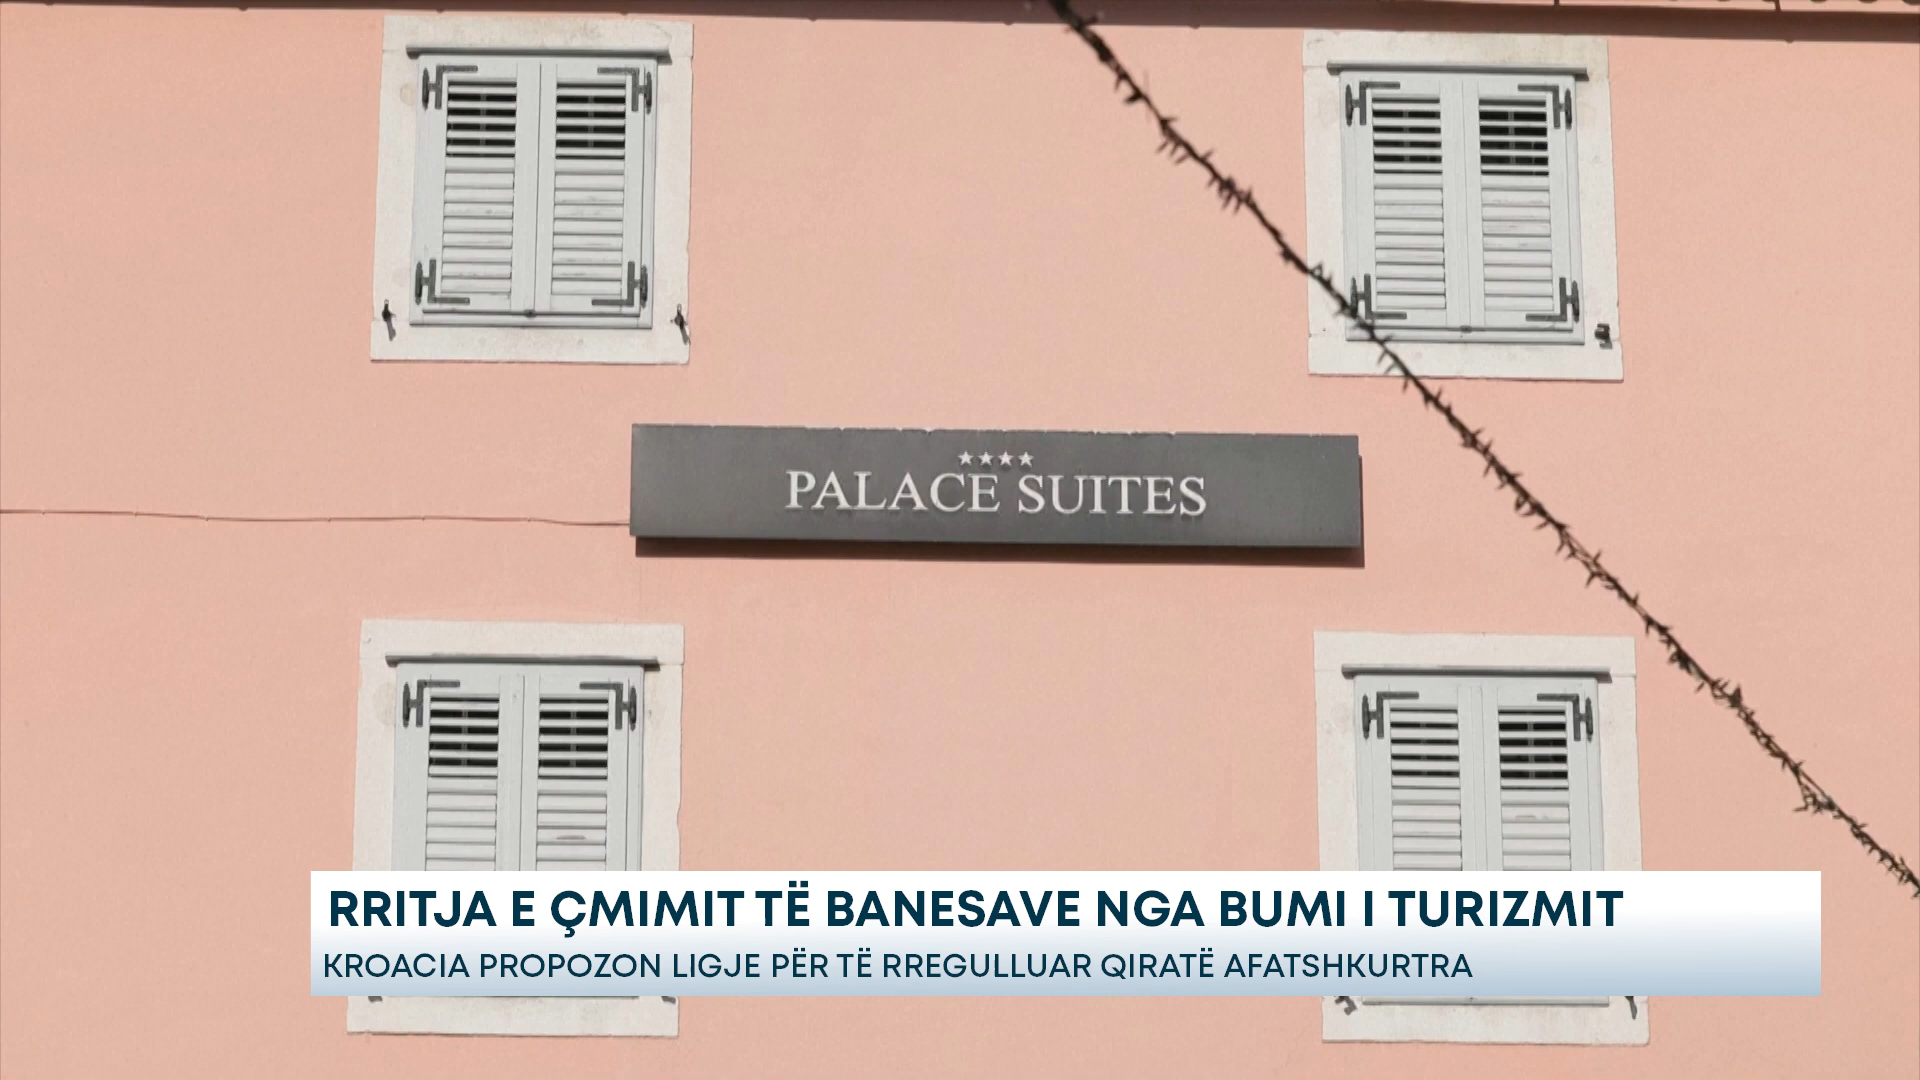 PALACE SUITES
RRITJA E ÇMIMIT TË BANESAVE NGA BUMI I TURIZMIT
KROACIA PROPOZON LIGJE PËR TË RREGULLUAR QIRATË AFATSHKURTRA